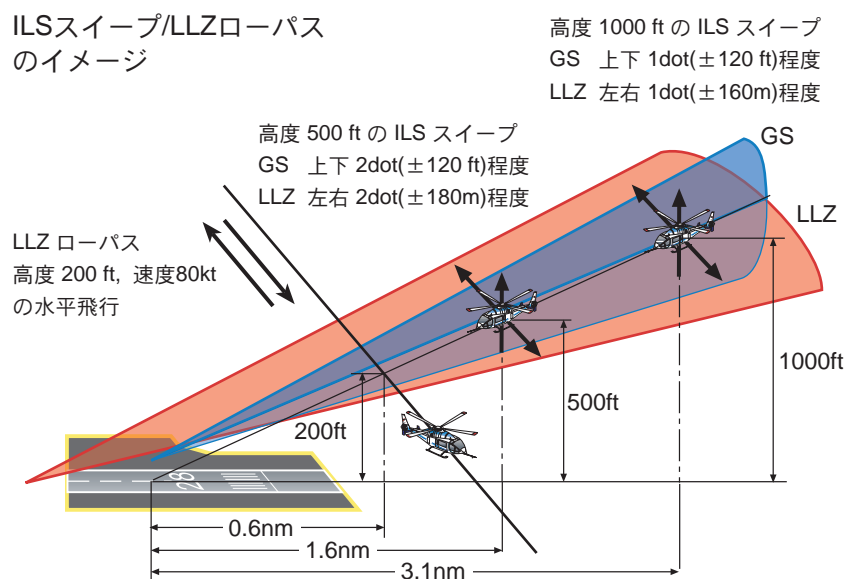 ILSスイープ/LLZローパス
のイメージ
高度 1000 ft の ILS スイープ
GS 上下 1dot(±120 ft)程度
LLZ 左右 1dot(±160m)程度
高度 500 ft の ILS スイープ
GS 上下 2dot(±120 ft)程度
LLZ 左右 2dot(±180m)程度
GS
LLZ
LLZ ローパス
高度 200 ft, 速度80kt
の水平飛行
1000ft
500ft
200ft
28
0.6nm
1.6nm
3.1nm